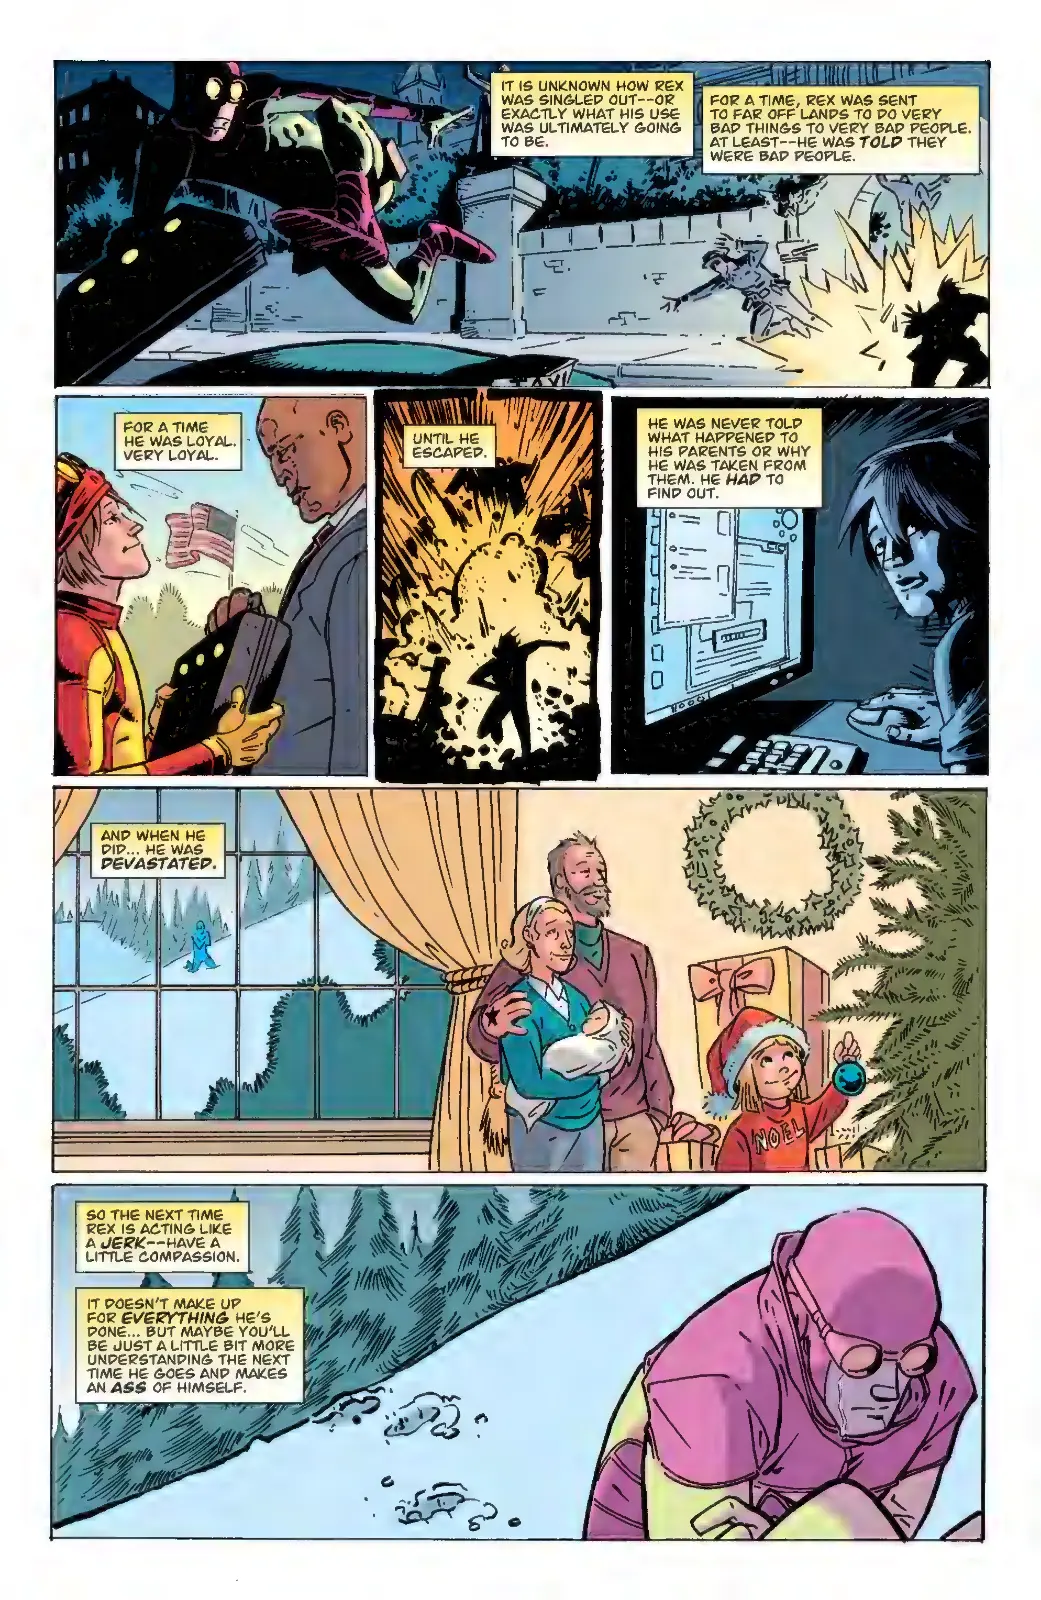 IT IS UNKNOWN HOW REX
WAS SINGLED OUT--OR
EXACTLY WHAT HIS USE
WAS ULTIMATELY GOING
TO BE.
FOR A TIME, REX WAS SENT
TO FAR OFF LANDS TO DO VERY
BAD THINGS TO VERY BAD PEOPLE.
AT LEAST--HE WAS TOLD THEY
WERE BAD PEOPLE.
TAXI
FOR A TIME
HE WAS LOYAL.
VERY LOYAL.
UNTIL HE
ESCAPED.
HE WAS NEVER TOLD
WHAT HAPPENED TO
HIS PARENTS OR WHY
HE WAS TAKEN FROM
THEM. HE HAD TO
FIND OUT.
AND WHEN HE
DID... HE WAS
DEVASTATED.
NOEL
SO THE NEXT TIME
REX IS ACTING LIKE
A JERK--HAVE A
LITTLE COMPASSION.
IT DOESN'T MAKE UP
FOR EVERYTHING HE'S
DONE... BUT MAYBE YOU'LL
BE JUST A LITTLE BIT MORE
UNDERSTANDING THE NEXT
TIME HE GOES AND MAKES
AN ASS OF HIMSELF.